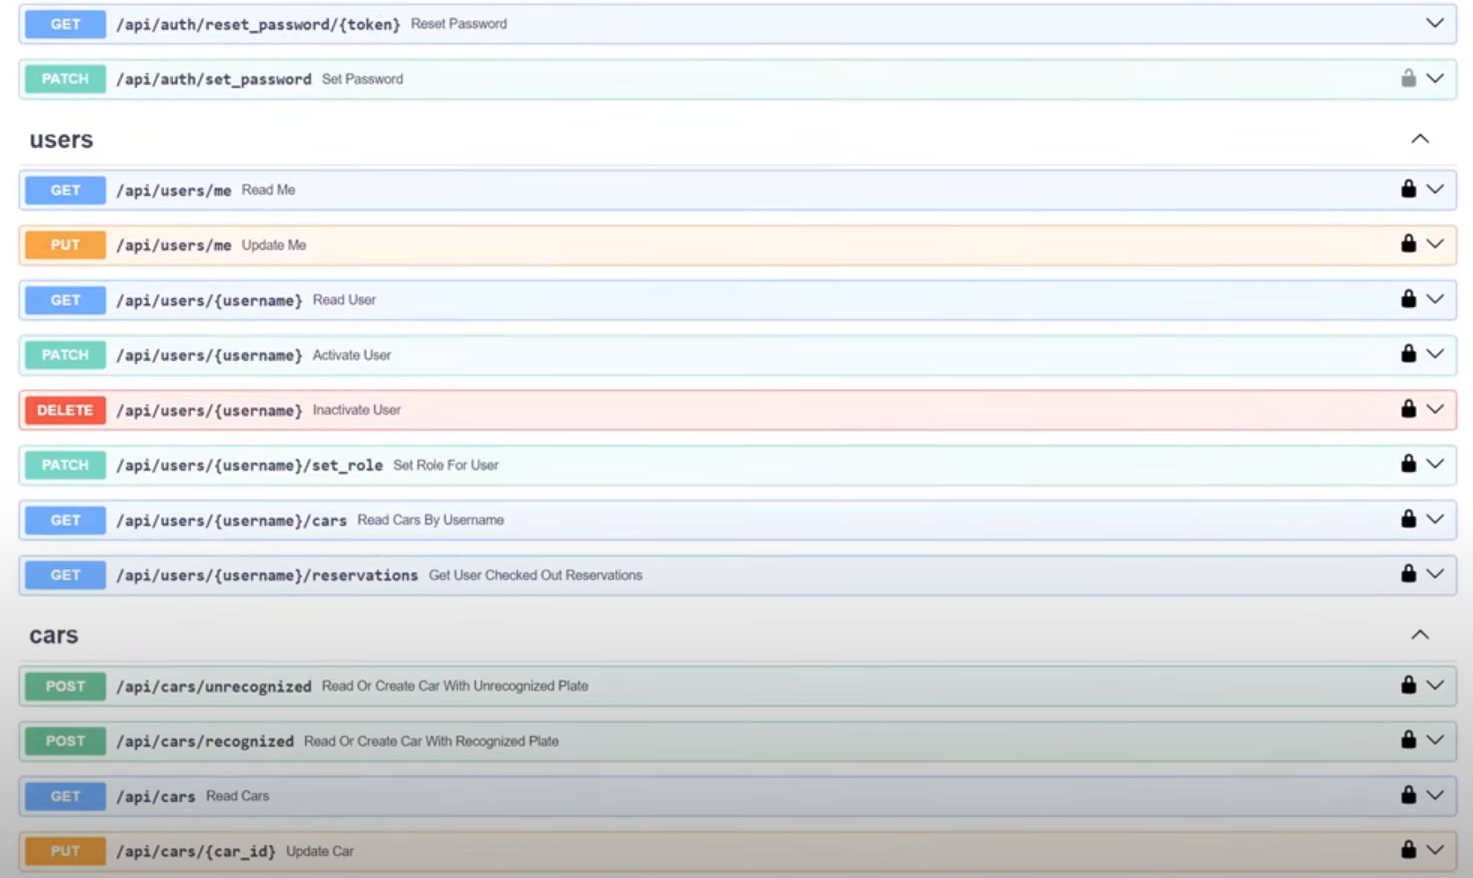 GET /api/auth/reset_password/{token} Reset Password
PATCH /api/auth/set_password Set Password
users
GET /api/users/me Read Me
PUT /api/users/me Update Me
GET /api/users/{username} Read User
PATCH /api/users/{username} Activate User
DELETE /api/users/{username} Inactivate User
PATCH /api/users/{username}/set_role Set Role For User
GET /api/users/{username}/cars Read Cars By Username
GET /api/users/{username}/reservations Get User Checked Out Reservations
cars
POST /api/cars/unrecognized Read Or Create Car With Unrecognized Plate
POST /api/cars/recognized Read Or Create Car With Recognized Plate
GET /api/cars Read Cars
PUT /api/cars/{car_id} Update Car